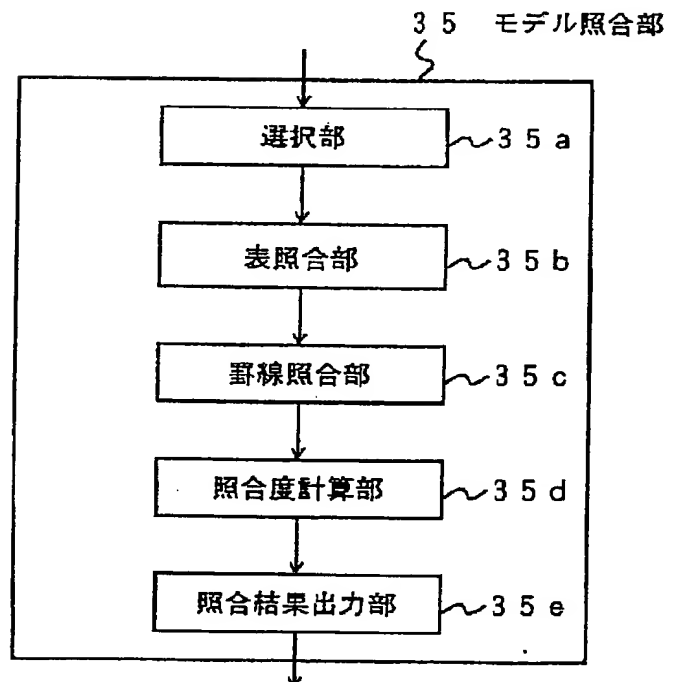 35 モデル照合部
選択部 35a
表照合部 35b
罫線照合部 35c
照合度計算部 35d
照合結果出力部 35e